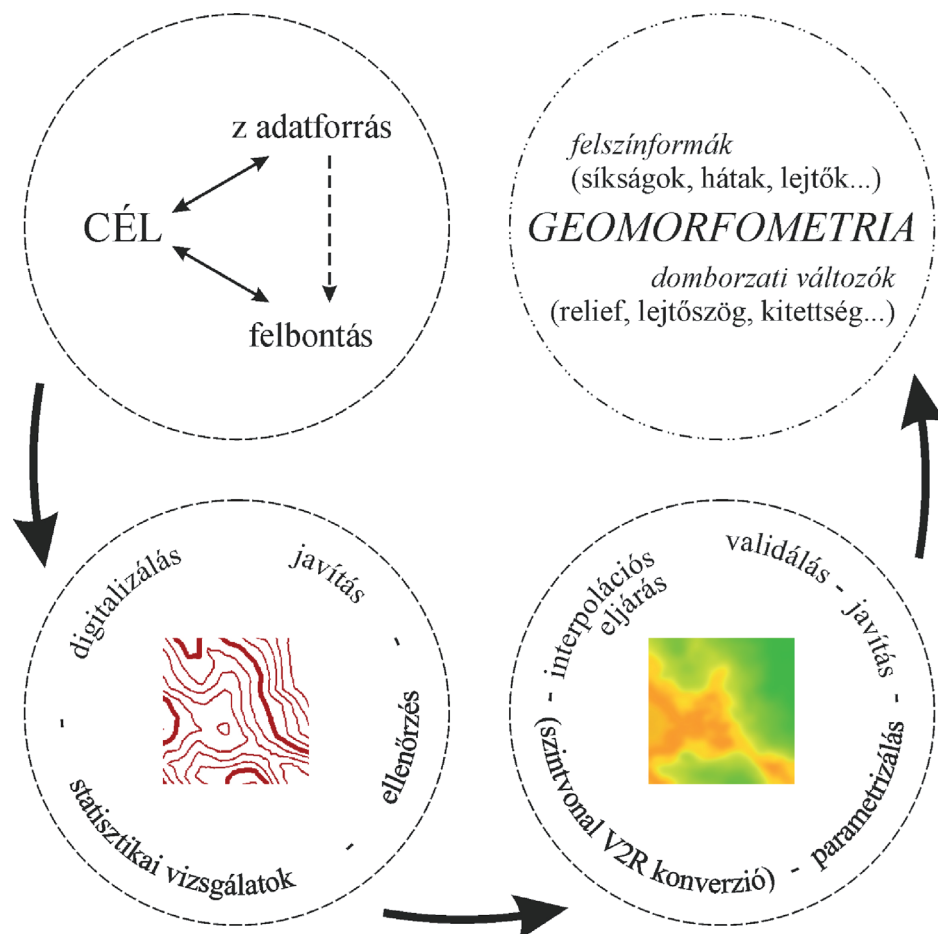 z adatforrás
CÉL
felbontás
felszínformák
(síkságok, hátak, lejtők...)
GEOMORFOMETRIA
domborzati változók
(relief, lejtőszög, kitettség...)
digitalizálás
-
statisztikai vizsgálatok
-
ellenőrzés
-
javítás
(szintvonal V2R konverzió)
-
interpolációs
eljárás
validálás - javítás - parametrizálás -